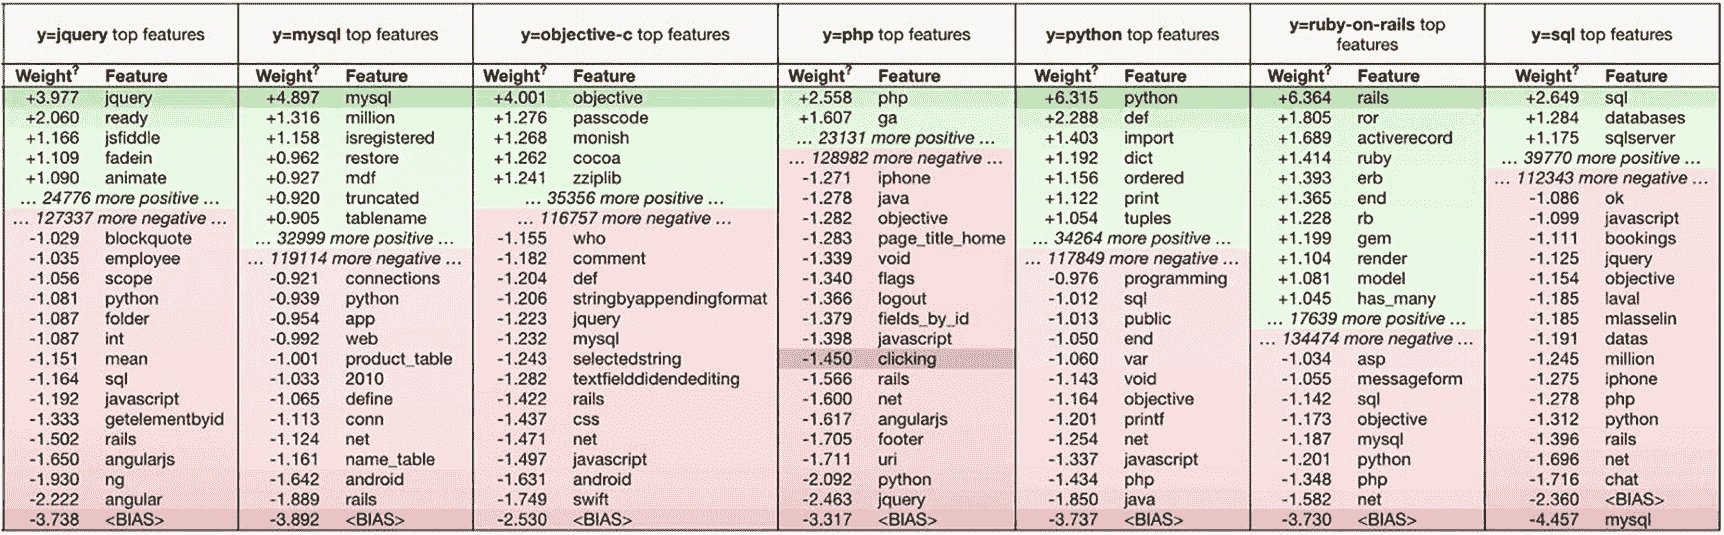 y=jquery top features y=mysql top features y=objective-c top features y=php top features y=python top features y=ruby-on-rails top features y=sql top features
Weight? Feature Weight? Feature Weight? Feature Weight? Feature Weight? Feature Weight? Feature Weight? Feature
+3.977 jquery +4.897 mysql +4.001 objective +2.558 php +6.315 python +6.364 rails +2.649 sql
+2.060 ready +1.316 million +1.276 passcode +1.607 ga +2.288 def +1.805 ror +1.284 databases
+1.166 jsfiddle +1.158 isregistered +1.268 monish … 23131 more positive … +1.403 import +1.689 activerecord +1.175 sqlserver
+1.109 fadein +0.962 restore +1.262 cocoa … 128982 more negative … +1.192 dict +1.414 ruby … 39770 more positive …
+1.090 animate +0.927 mdf +1.241 zziplib -1.271 iphone +1.156 ordered +1.393 erb … 112343 more negative …
… 24776 more positive … +0.920 truncated … 35356 more positive … -1.278 java +1.122 print +1.365 end -1.086 ok
… 127337 more negative … +0.905 tablename … 116757 more negative … -1.282 objective +1.054 tuples +1.228 rb -1.099 javascript
-1.029 blockquote … 32999 more positive … -1.155 who -1.283 page_title_home … 34264 more positive … +1.199 gem -1.111 bookings
-1.035 employee … 119114 more negative … -1.182 comment -1.339 void … 117849 more negative … +1.104 render -1.125 jquery
-1.056 scope -0.921 connections -1.204 def -1.340 flags -0.976 programming +1.081 model -1.154 objective
-1.081 python -0.939 python -1.206 stringbyappendingformat -1.366 logout -1.012 sql +1.045 has_many -1.185 laval
-1.087 folder -0.954 app -1.223 jquery -1.379 fields_by_id -1.013 public … 17639 more positive … -1.185 mlasselin
-1.087 int -0.992 web -1.232 mysql -1.398 javascript -1.050 end … 134474 more negative … -1.191 datas
-1.151 mean -1.001 product_table -1.243 selectedstring -1.450 clicking -1.060 var -1.034 asp -1.245 million
-1.164 sql -1.033 2010 -1.282 textfielddidendediting -1.566 rails -1.143 void -1.055 messageform -1.275 iphone
-1.192 javascript -1.065 define -1.422 rails -1.600 net -1.164 objective -1.142 sql -1.278 php
-1.333 getelementbyid -1.113 conn -1.437 css -1.617 angularjs -1.201 printf -1.173 objective -1.312 python
-1.502 rails -1.124 net -1.471 net -1.705 footer -1.254 net -1.187 mysql -1.396 rails
-1.650 angularjs -1.161 name_table -1.497 javascript -1.711 uri -1.337 javascript -1.201 python -1.696 net
-1.930 ng -1.642 android -1.631 android -2.092 python -1.434 php -1.348 php -1.716 chat
-2.222 angular -1.889 rails -1.749 swift -2.463 jquery -1.850 java -1.582 net -2.360 <BIAS>
-3.738 <BIAS> -3.892 <BIAS> -2.530 <BIAS> -3.317 <BIAS> -3.737 <BIAS> -3.730 <BIAS> -4.457 mysql